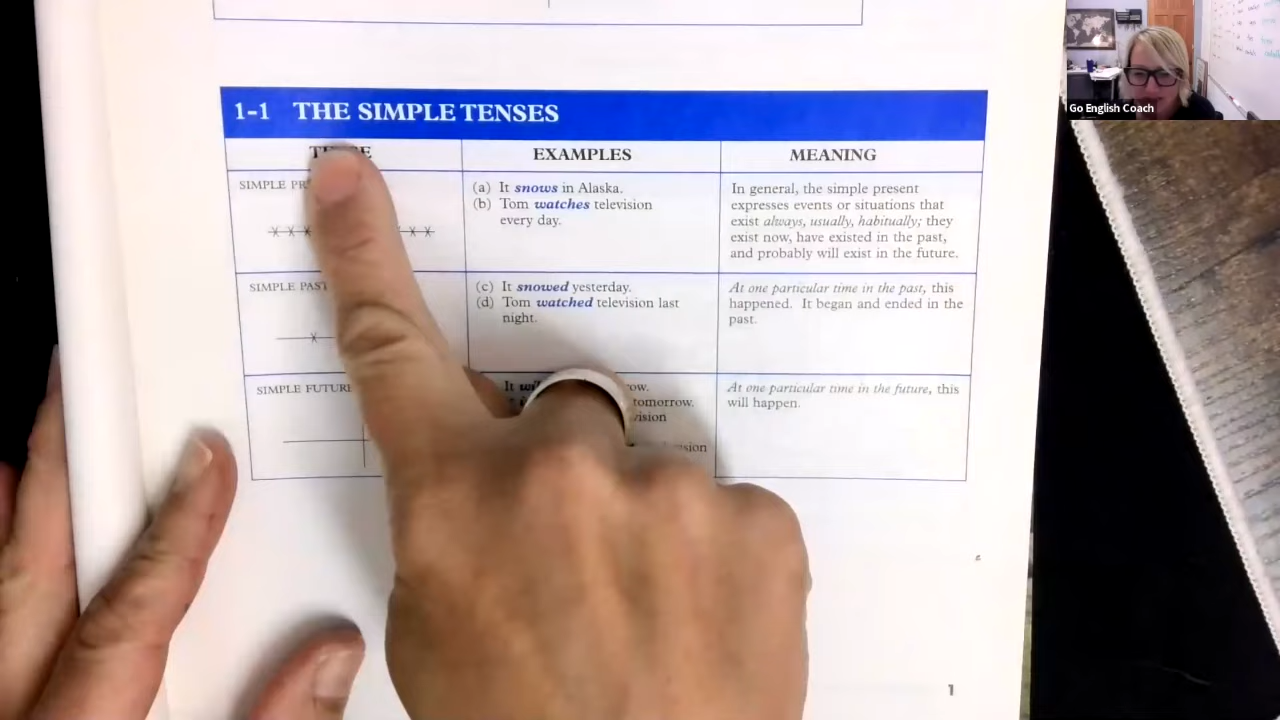 Go English Coach
1-1 THE SIMPLE TENSES
EXAMPLES
MEANING
SIMPLE
(a) It snows in Alaska.
(b) Tom watches television
every day.
In general, the simple present
expresses events or situations that
exist always, usually, habitually; they
exist now, have existed in the past,
and probably will exist in the future.
SIMPLE PAST
(c) It snowed yesterday.
(d) Tom watched television last
night.
At one particular time in the past, this
happened. It began and ended in the
past.
SIMPLE FUTURE
It
tomorrow.
At one particular time in the future, this
will happen.
1